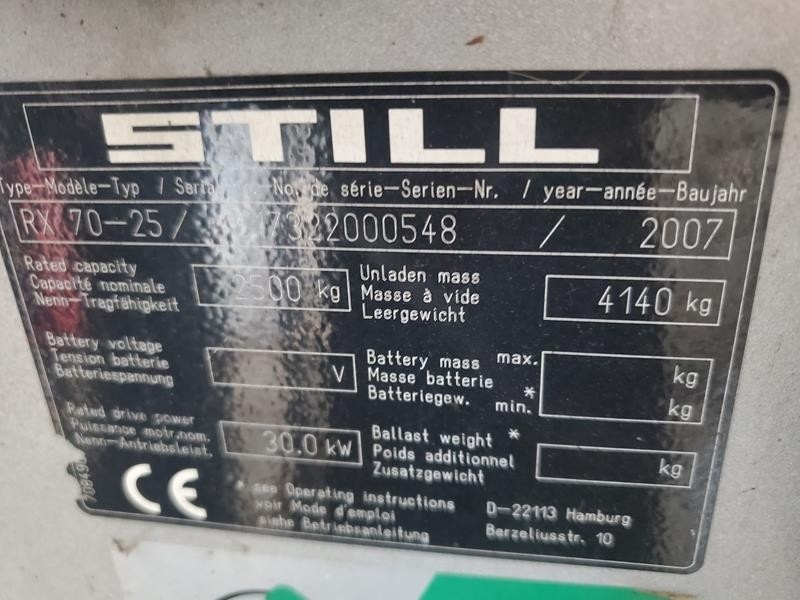 STILL
Type-Modèle-Typ / Seria No. de série-Serien-Nr. / year-année-Baujahr
RX 70-25 / 7322000548 / 2007
Rated capacity
Capacité nominale
Nenn-Tragfähigkeit
2500 kg
Unladen mass
Masse à vide
Leergewicht
4140 kg
Battery voltage
Tension batterie
Batteriespannung
V
Battery mass max.
Masse batterie *
Batteriegew. min.
kg
kg
Rated drive power
Puissance motr.nom.
Nenn-Antriebsleist.
30.0 kW
Ballast weight *
Poids additionnel
Zusatzgewicht
kg
CE
* see Operating instructions
voir Mode d'emploi
siehe Betriebsanleitung
D-22113 Hamburg
Berzeliusstr. 10